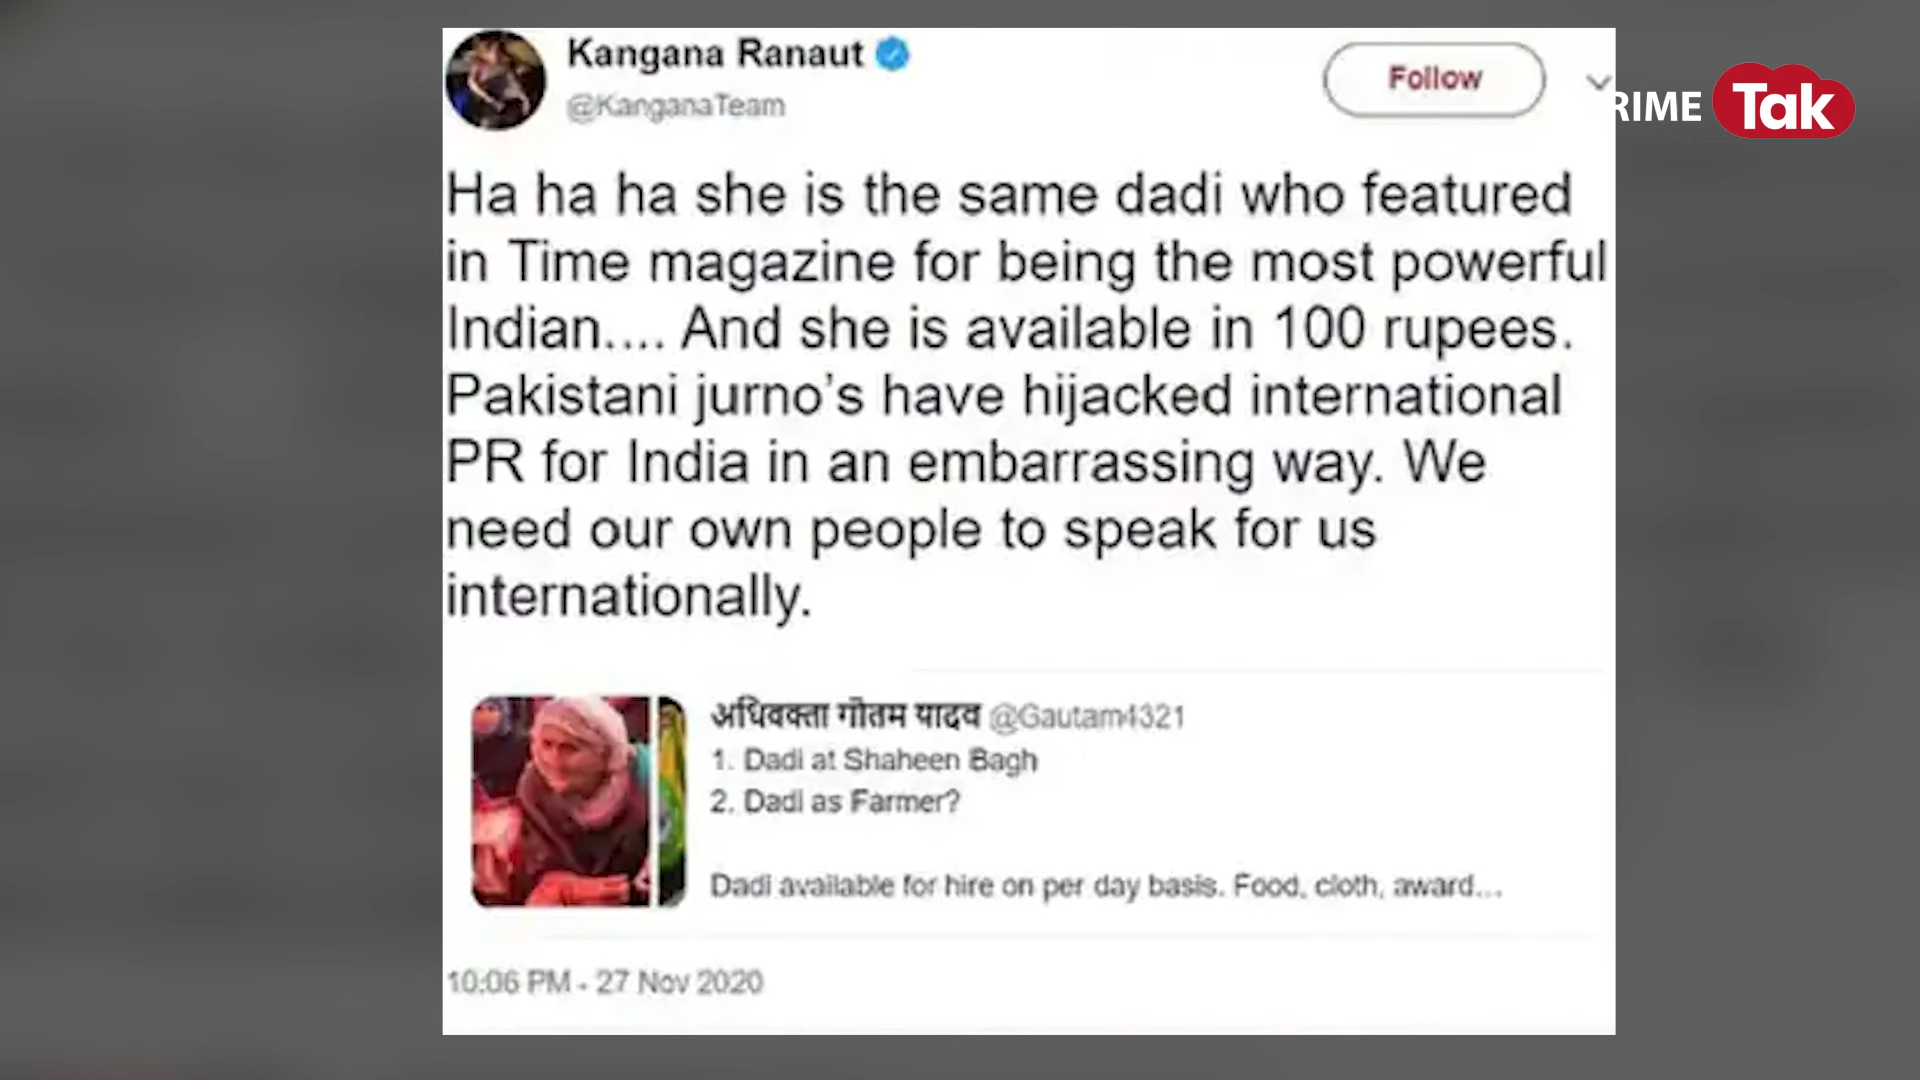 Kangana Ranaut
@KanganaTeam
Follow
RIME Tak
Ha ha ha she is the same dadi who featured
in Time magazine for being the most powerful
Indian.... And she is available in 100 rupees.
Pakistani jurno's have hijacked international
PR for India in an embarrassing way. We
need our own people to speak for us
internationally.
अधिवक्ता गौतम यादव @Gautam4321
1. Dadi at Shaheen Bagh
2. Dadi as Farmer?
Dadi available for hire on per day basis. Food, cloth, award...
10:06 PM - 27 Nov 2020